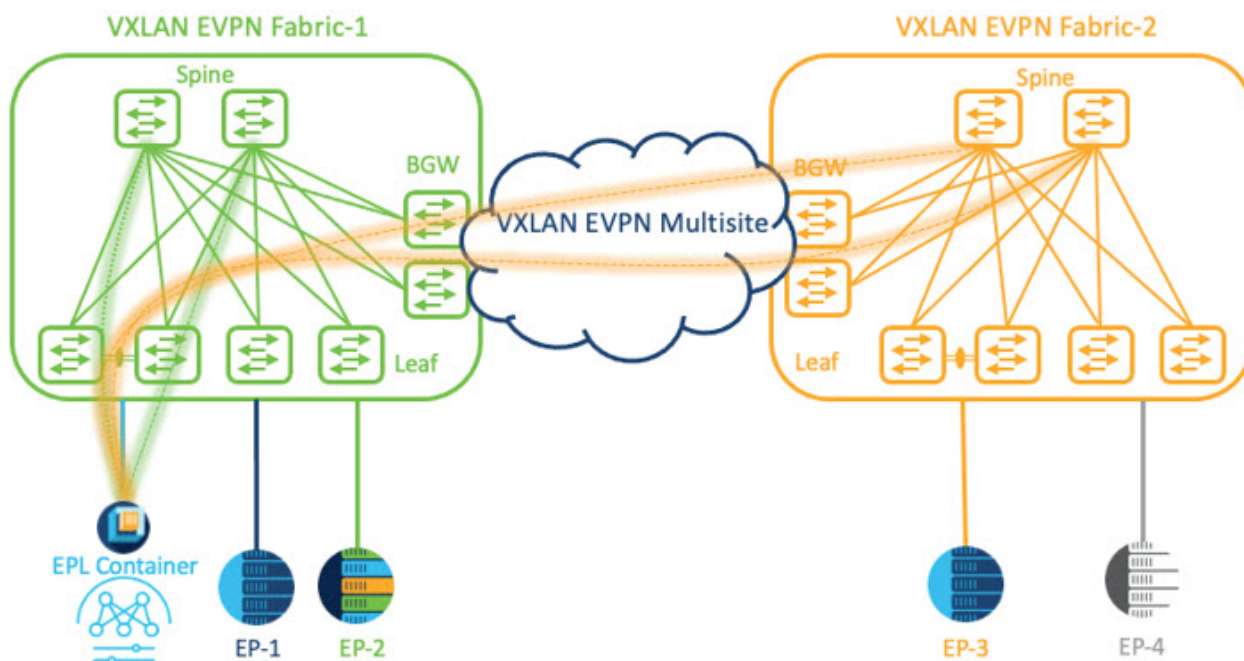 VXLAN EVPN Fabric-1
VXLAN EVPN Fabric-2
Spine
Spine
BGW
BGW
VXLAN EVPN Multisite
Leaf
Leaf
EPL Container
EP-1
EP-2
EP-3
EP-4